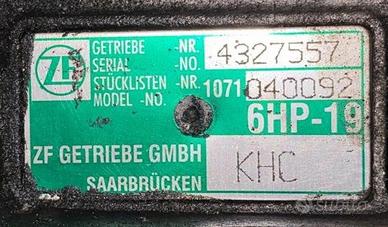 ZF
GETRIEBE -NR. 4327557
SERIAL -NO.
STÜCKLISTEN -NR. 1071 040092
MODEL -NO.
6HP-19
ZF GETRIEBE GMBH KHC
SAARBRÜCKEN
subito